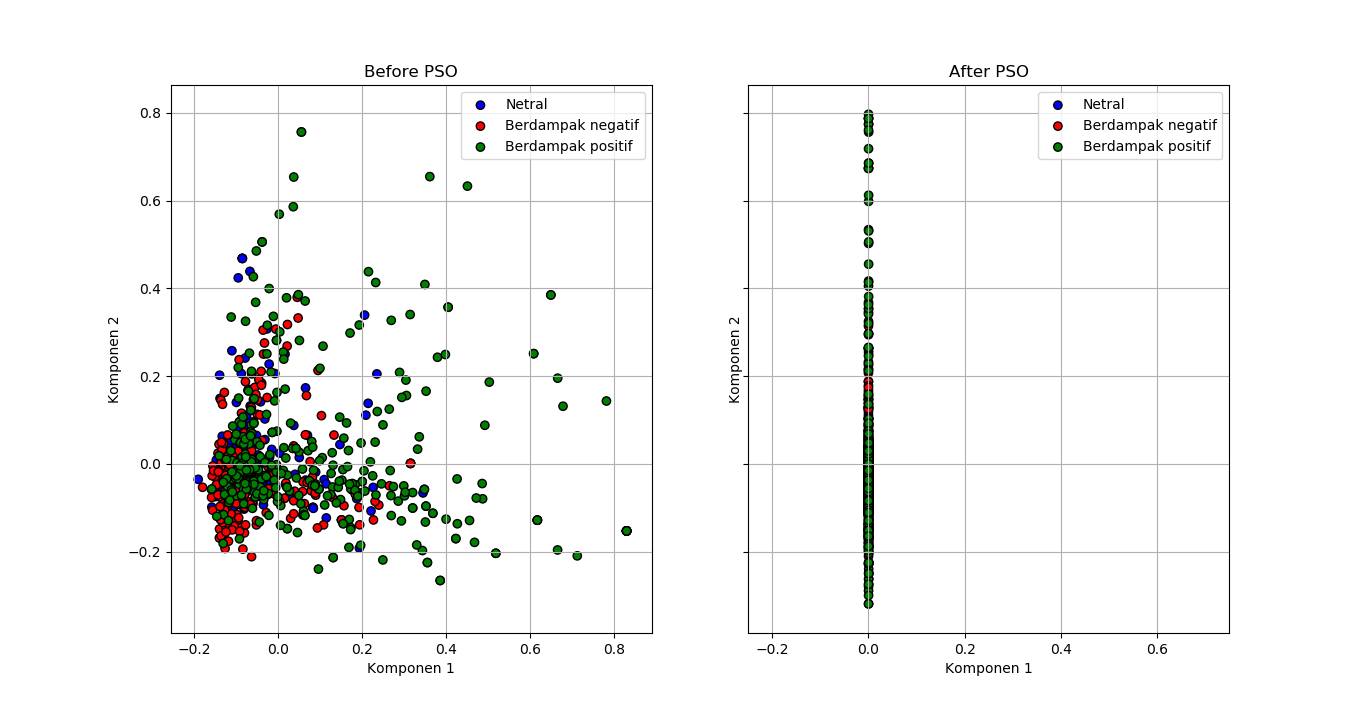 Before PSO
Netral
Berdampak negatif
Berdampak positif
0.8
0.6
0.4
0.2
0.0
−0.2
Komponen 2
−0.2 0.0 0.2 0.4 0.6 0.8
Komponen 1
After PSO
Netral
Berdampak negatif
Berdampak positif
Komponen 2
−0.2 0.0 0.2 0.4 0.6
Komponen 1